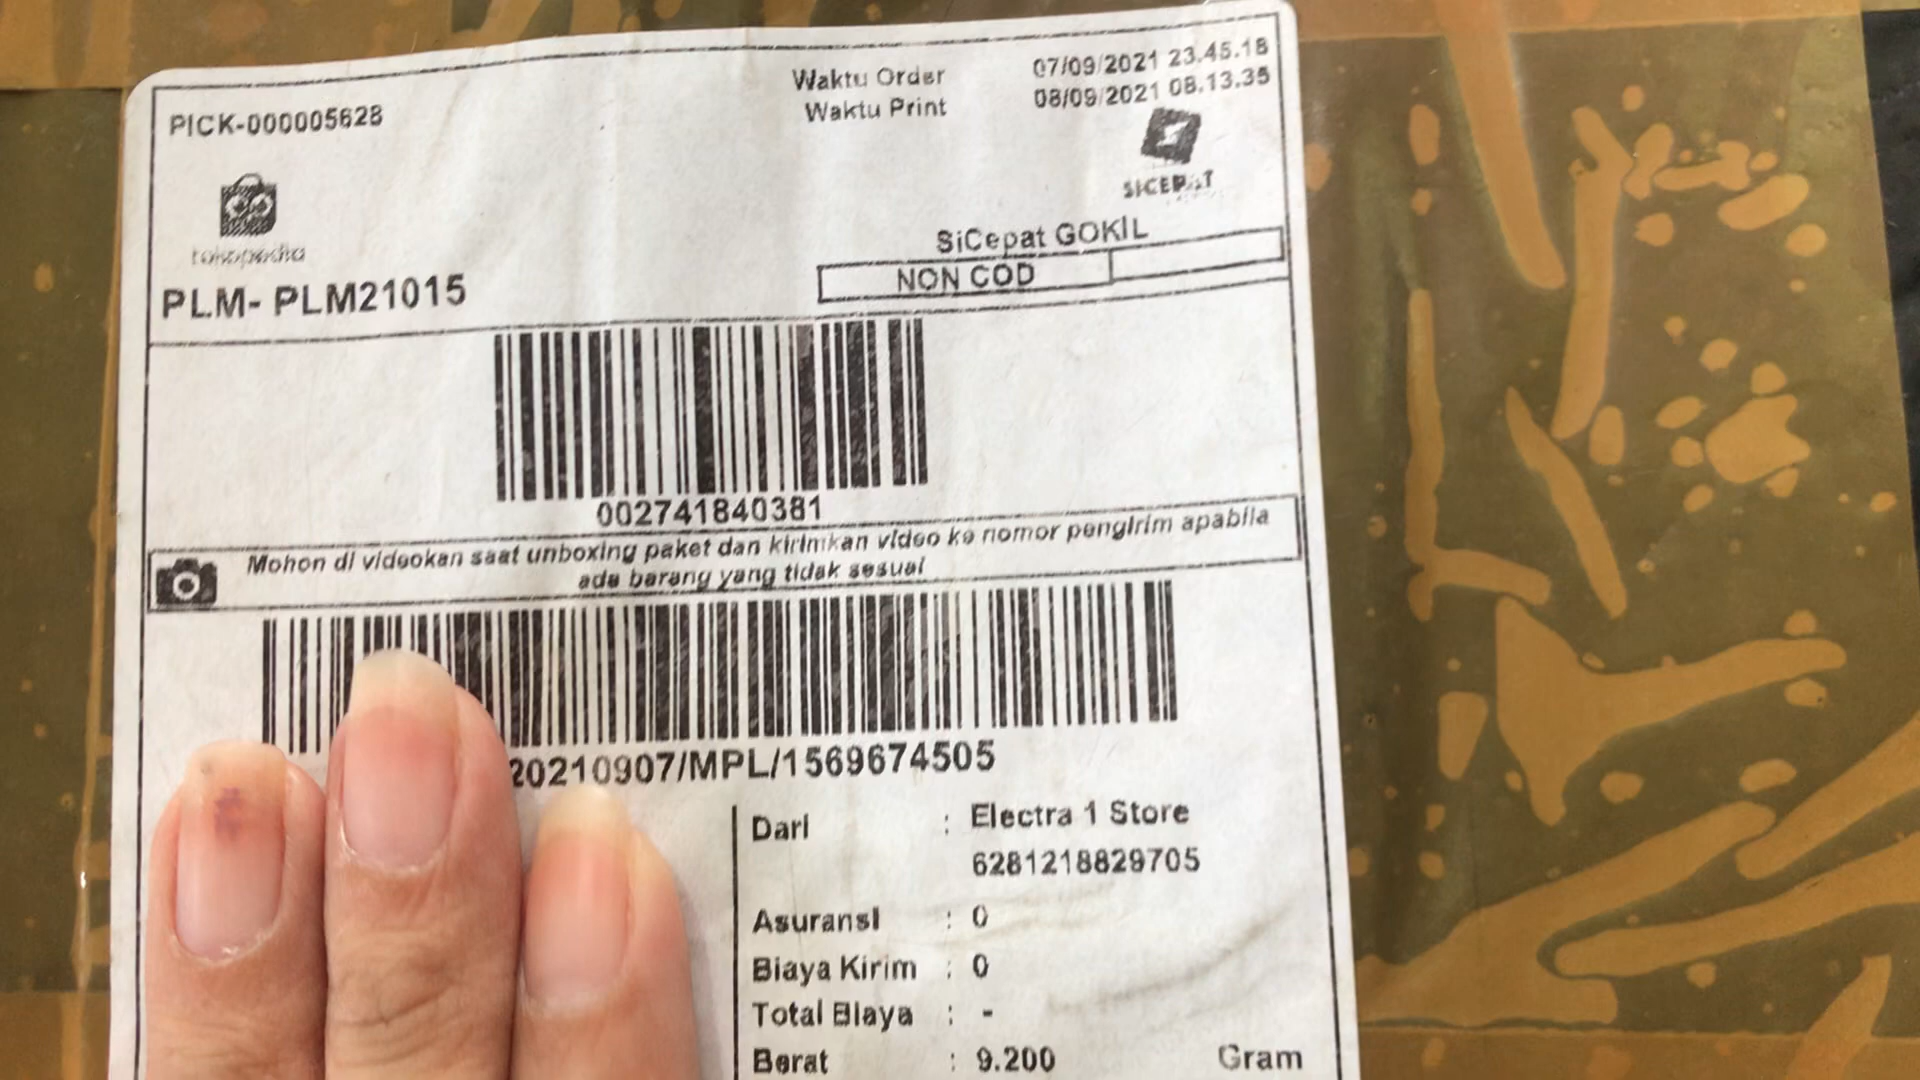 Waktu Order 07/09/2021 23.45.18
PICK-000005628 Waktu Print 08/09/2021 08.13.35
SICEPAT
tokopedia
SiCepat GOKIL
PLM- PLM21015
NON COD
002741840381
Mohon di videokan saat unboxing paket dan kirimkan video ke nomor pengirim apabila
ada barang yang tidak sesuai
20210907/MPL/1569674505
Dari : Electra 1 Store
6281218829705
Asuransi : 0
Biaya Kirim : 0
Total Biaya : -
Berat : 9.200 Gram